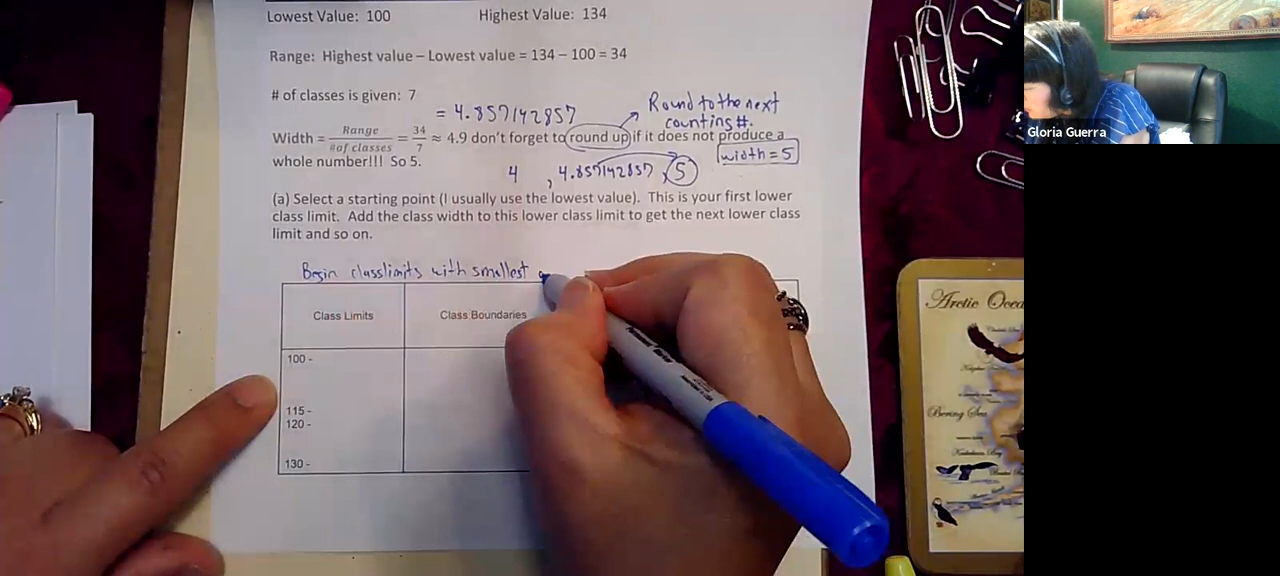 Lowest Value: 100 Highest Value: 134
Range: Highest value – Lowest value = 134 – 100 = 34
# of classes is given: 7
= 4.857142857
Round to the next
counting #.
Width = Range / # of classes = 34 / 7 ≈ 4.9 don't forget to round up if it does not produce a
whole number!!! So 5.
width = 5
4 , 4.857142857 , 5
(a) Select a starting point (I usually use the lowest value). This is your first lower
class limit. Add the class width to this lower class limit to get the next lower class
limit and so on.
Begin class limits with smallest
Class Limits Class Boundaries
100 -
115 -
120 -
130 -
Arctic Ocea
Bering Sea
Gloria Guerra